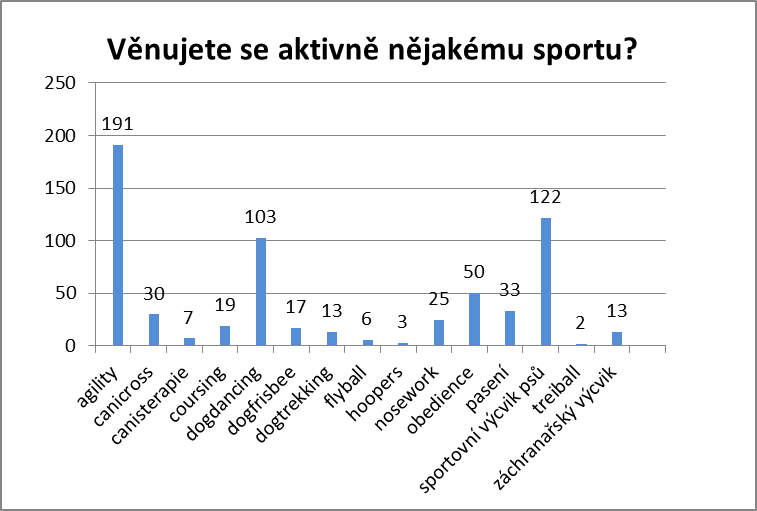 Věnujete se aktivně nějakému sportu?
250
200
150
100
50
0
191
30
7
19
103
17
13
6
3
25
50
33
122
2
13
agility
canicross
canisterapie
coursing
dogdancing
dogfrisbee
dogtrekking
flyball
hoopers
nosework
obedience
pasení
sportovní výcvik psů
treiball
záchranařský výcvik